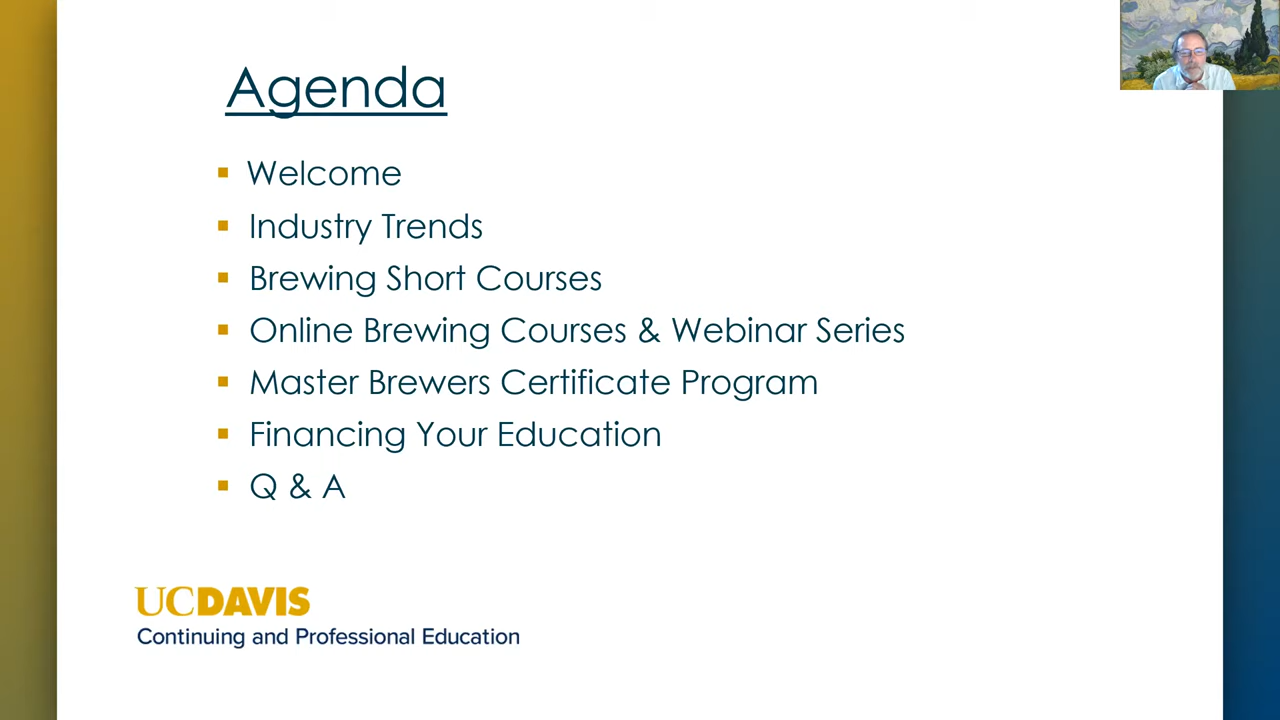 Agenda
Welcome
Industry Trends
Brewing Short Courses
Online Brewing Courses & Webinar Series
Master Brewers Certificate Program
Financing Your Education
Q & A
UCDAVIS
Continuing and Professional Education